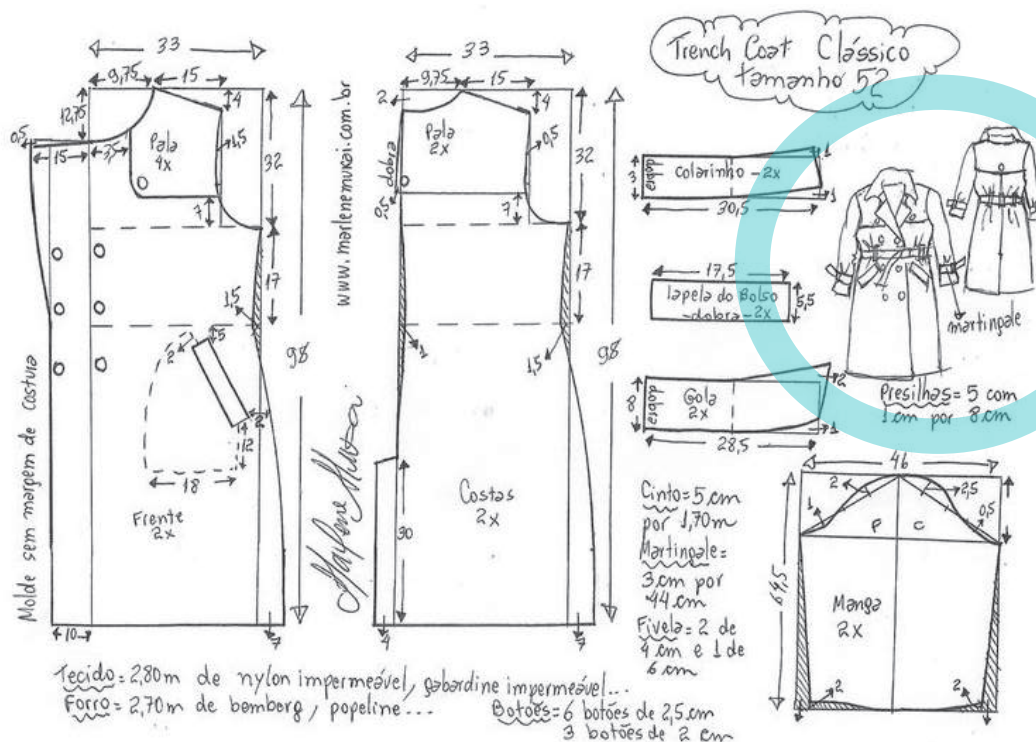 Trench Coat Clássico
tamanho 52
33
9,75
15
4
12,75
0,5
15
3,5
Pala
4x
1,5
32
7
17
1,5
98
5
2
2
12
18
Frente
2x
10
7
Molde sem margem de costura
33
9,75
15
2
4
Pala
2x
0,5
dobra
0,5
32
7
17
1
1,5
98
Costas
2x
30
4
7
www.marlenemukai.com.br
dobra
3
colarinho - 2x
1
1
30,5
17,5
lapela do Bolso
-dobra- 2x
5,5
martingale
dobra
8
Gola
2x
2
1
28,5
Presilhas = 5 com
1 cm por 8 cm
Cinto = 5 cm
por 1,70m
Martingale =
3 cm por
44 cm
Fivela = 2 de
4 cm e 1 de
6 cm
46
2
2,5
1
0,5
F
C
64,5
Manga
2x
2
2
Tecido = 2,80m de nylon impermeável, gabardine impermeável...
Forro = 2,70m de bemberg, popeline...
Botões = 6 botões de 2,5 cm
3 botões de 2 cm